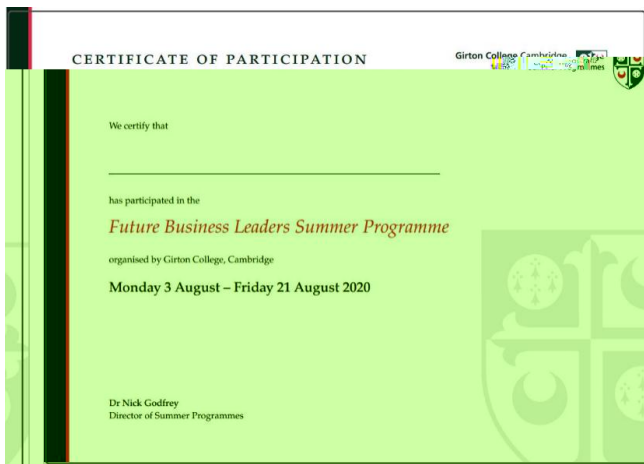 CERTIFICATE OF PARTICIPATION
Girton College Cambridge
We certify that
has participated in the
Future Business Leaders Summer Programme
organised by Girton College, Cambridge
Monday 3 August – Friday 21 August 2020
Dr Nick Godfrey
Director of Summer Programmes